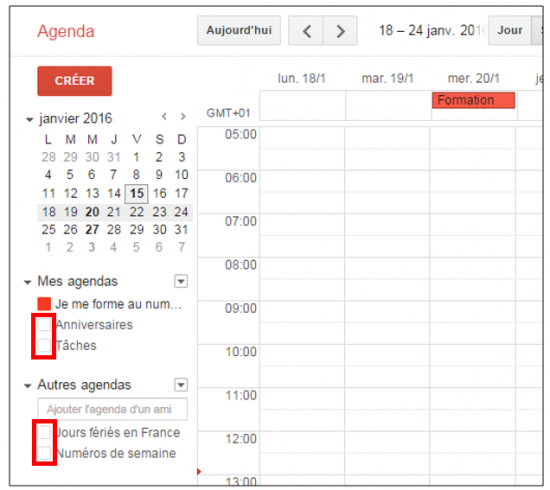 Agenda
Aujourd'hui
18 – 24 janv. 201
Jour
CRÉER
janvier 2016
L M M J V S D
28 29 30 31 1 2 3
4 5 6 7 8 9 10
11 12 13 14 15 16 17
18 19 20 21 22 23 24
25 26 27 28 29 30 31
1 2 3 4 5 6 7
Mes agendas
Je me forme au num...
Anniversaires
Tâches
Autres agendas
Ajouter l'agenda d'un ami
Jours fériés en France
Numéros de semaine
lun. 18/1 mar. 19/1 mer. 20/1 je
Formation
GMT+01
05:00
06:00
07:00
08:00
09:00
10:00
11:00
12:00
13:00